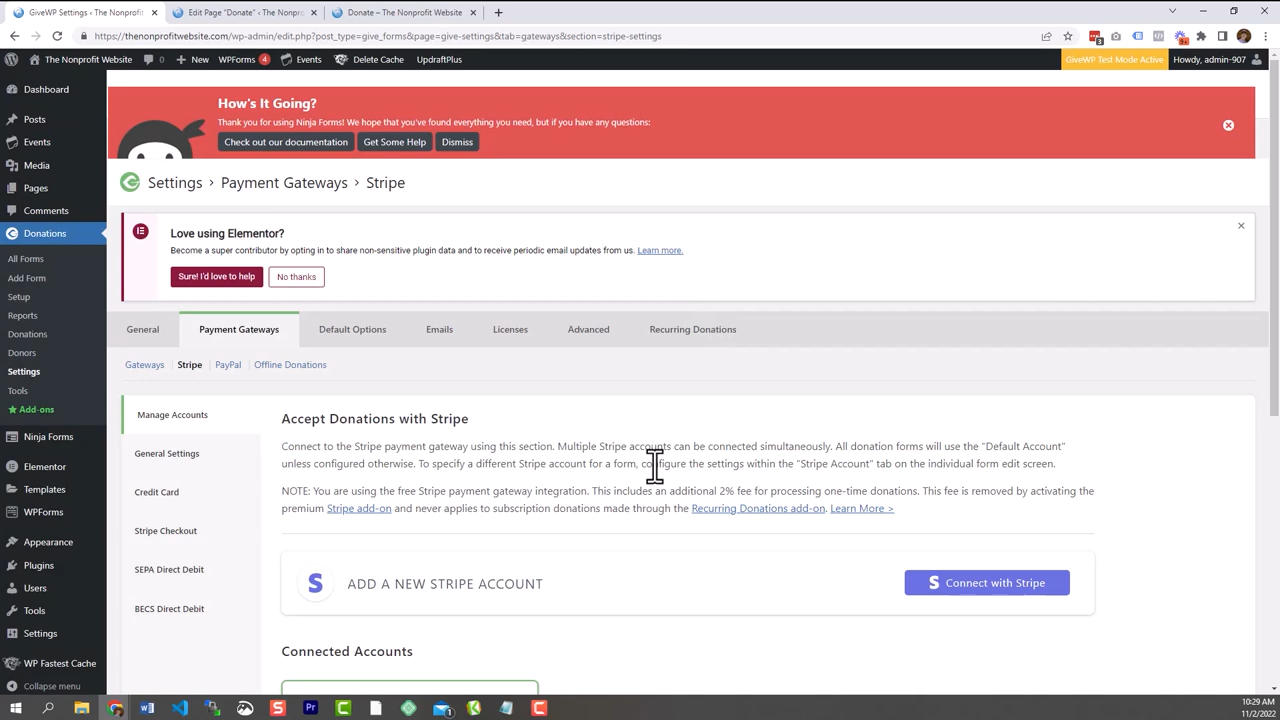 GiveWP Settings < The Nonprofit
Edit Page "Donate" < The Nonpro
Donate – The Nonprofit Website
https://thenonprofitwebsite.com/wp-admin/edit.php?post_type=give_forms&page=give-settings&tab=gateways&section=stripe-settings
The Nonprofit Website
0
New
WPForms 4
Events
Delete Cache
UpdraftPlus
GiveWP Test Mode Active
Howdy, admin-907
Dashboard
Posts
Events
Media
Pages
Comments
Donations
All Forms
Add Form
Setup
Reports
Donations
Donors
Settings
Tools
Add-ons
Ninja Forms
Elementor
Templates
WPForms
Appearance
Plugins
Users
Tools
Settings
WP Fastest Cache
Collapse menu
How's It Going?
Thank you for using Ninja Forms! We hope that you've found everything you need, but if you have any questions:
Check out our documentation
Get Some Help
Dismiss
Settings › Payment Gateways › Stripe
Love using Elementor?
Become a super contributor by opting in to share non-sensitive plugin data and to receive periodic email updates from us. Learn more.
Sure! I'd love to help
No thanks
General
Payment Gateways
Default Options
Emails
Licenses
Advanced
Recurring Donations
Gateways
Stripe
PayPal
Offline Donations
Manage Accounts
General Settings
Credit Card
Stripe Checkout
SEPA Direct Debit
BECS Direct Debit
Accept Donations with Stripe
Connect to the Stripe payment gateway using this section. Multiple Stripe accounts can be connected simultaneously. All donation forms will use the "Default Account"
unless configured otherwise. To specify a different Stripe account for a form, configure the settings within the "Stripe Account" tab on the individual form edit screen.
NOTE: You are using the free Stripe payment gateway integration. This includes an additional 2% fee for processing one-time donations. This fee is removed by activating the
premium Stripe add-on and never applies to subscription donations made through the Recurring Donations add-on. Learn More >
S ADD A NEW STRIPE ACCOUNT
S Connect with Stripe
Connected Accounts
10:29 AM
11/2/2022